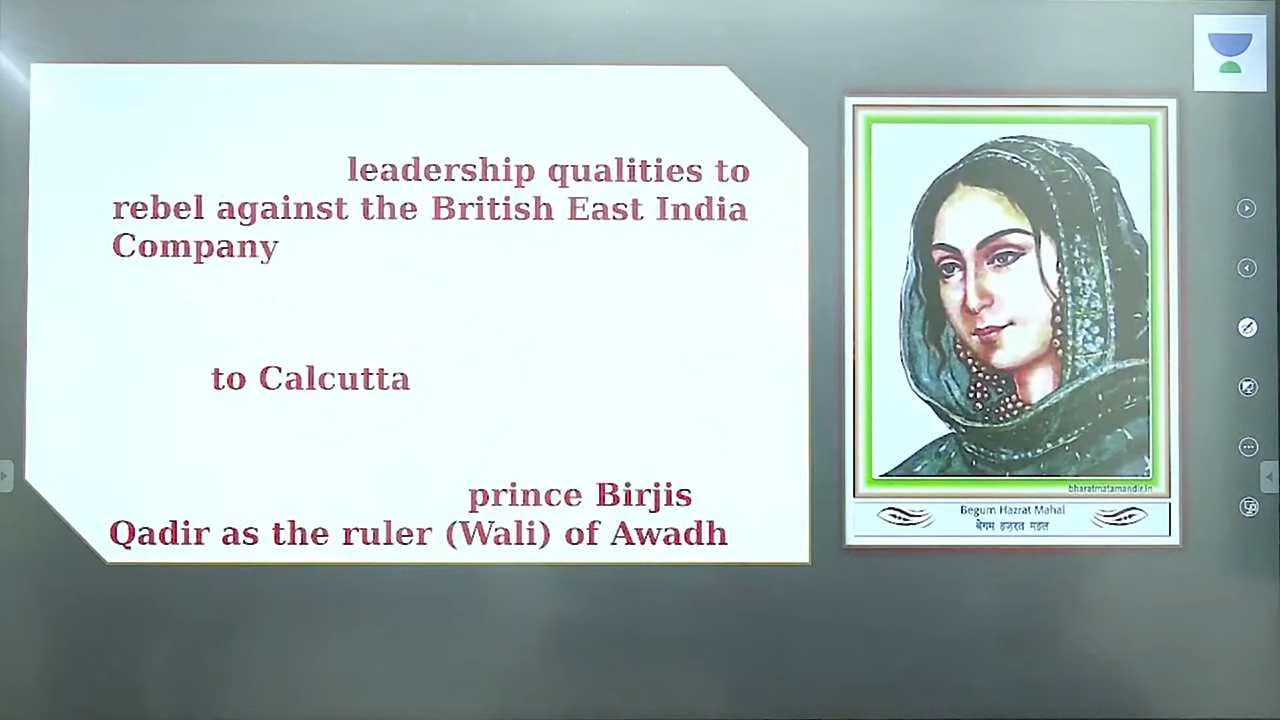 leadership qualities to
rebel against the British East India
Company
to Calcutta
prince Birjis
Qadir as the ruler (Wali) of Awadh
bharatmatamandir.in
Begum Hazrat Mahal
बेगम हज़रत महल